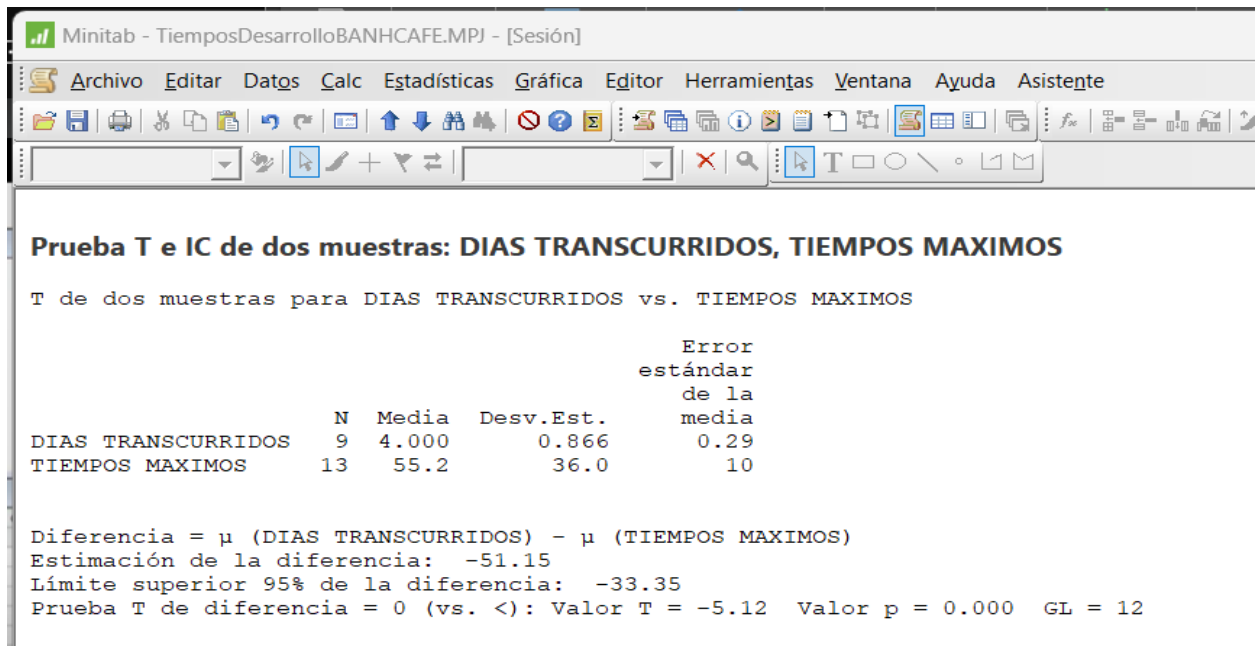 Minitab - TiemposDesarrolloBANHCAFE.MPJ - [Sesión]
Archivo Editar Datos Calc Estadísticas Gráfica Editor Herramientas Ventana Ayuda Asistente
Prueba T e IC de dos muestras: DIAS TRANSCURRIDOS, TIEMPOS MAXIMOS
T de dos muestras para DIAS TRANSCURRIDOS vs. TIEMPOS MAXIMOS
Error
estándar
de la
N Media Desv.Est. media
DIAS TRANSCURRIDOS 9 4.000 0.866 0.29
TIEMPOS MAXIMOS 13 55.2 36.0 10
Diferencia = μ (DIAS TRANSCURRIDOS) - μ (TIEMPOS MAXIMOS)
Estimación de la diferencia: -51.15
Límite superior 95% de la diferencia: -33.35
Prueba T de diferencia = 0 (vs. <): Valor T = -5.12 Valor p = 0.000 GL = 12